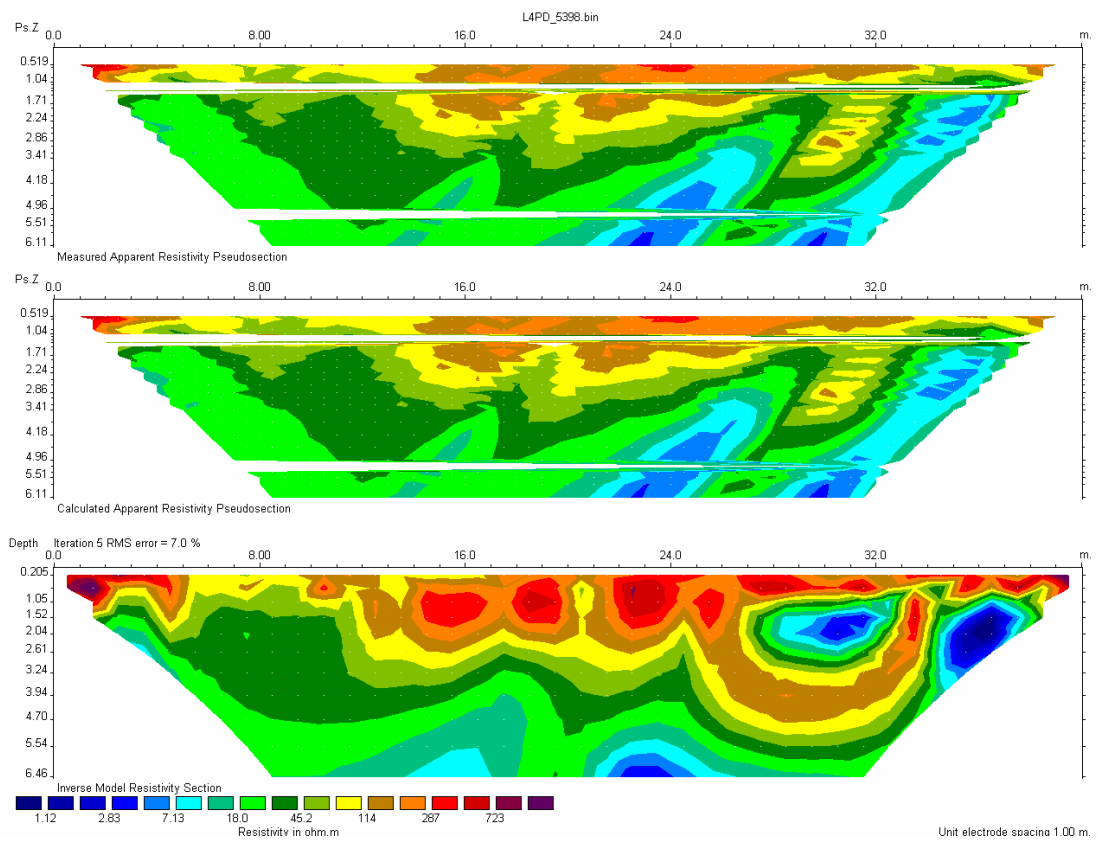 L4PD_5398.bin
Ps.Z
0.0 8.00 16.0 24.0 32.0 m.
0.519
1.04
1.71
2.24
2.86
3.41
4.18
4.96
5.51
6.11
Measured Apparent Resistivity Pseudosection
Ps.Z
0.0 8.00 16.0 24.0 32.0 m.
0.519
1.04
1.71
2.24
2.86
3.41
4.18
4.96
5.51
6.11
Calculated Apparent Resistivity Pseudosection
Depth Iteration 5 RMS error = 7.0 %
0.0 8.00 16.0 24.0 32.0 m.
0.205
1.05
1.52
2.04
2.61
3.24
3.94
4.70
5.54
6.46
Inverse Model Resistivity Section
1.12 2.83 7.13 18.0 45.2 114 287 723
Resistivity in ohm.m
Unit electrode spacing 1.00 m.